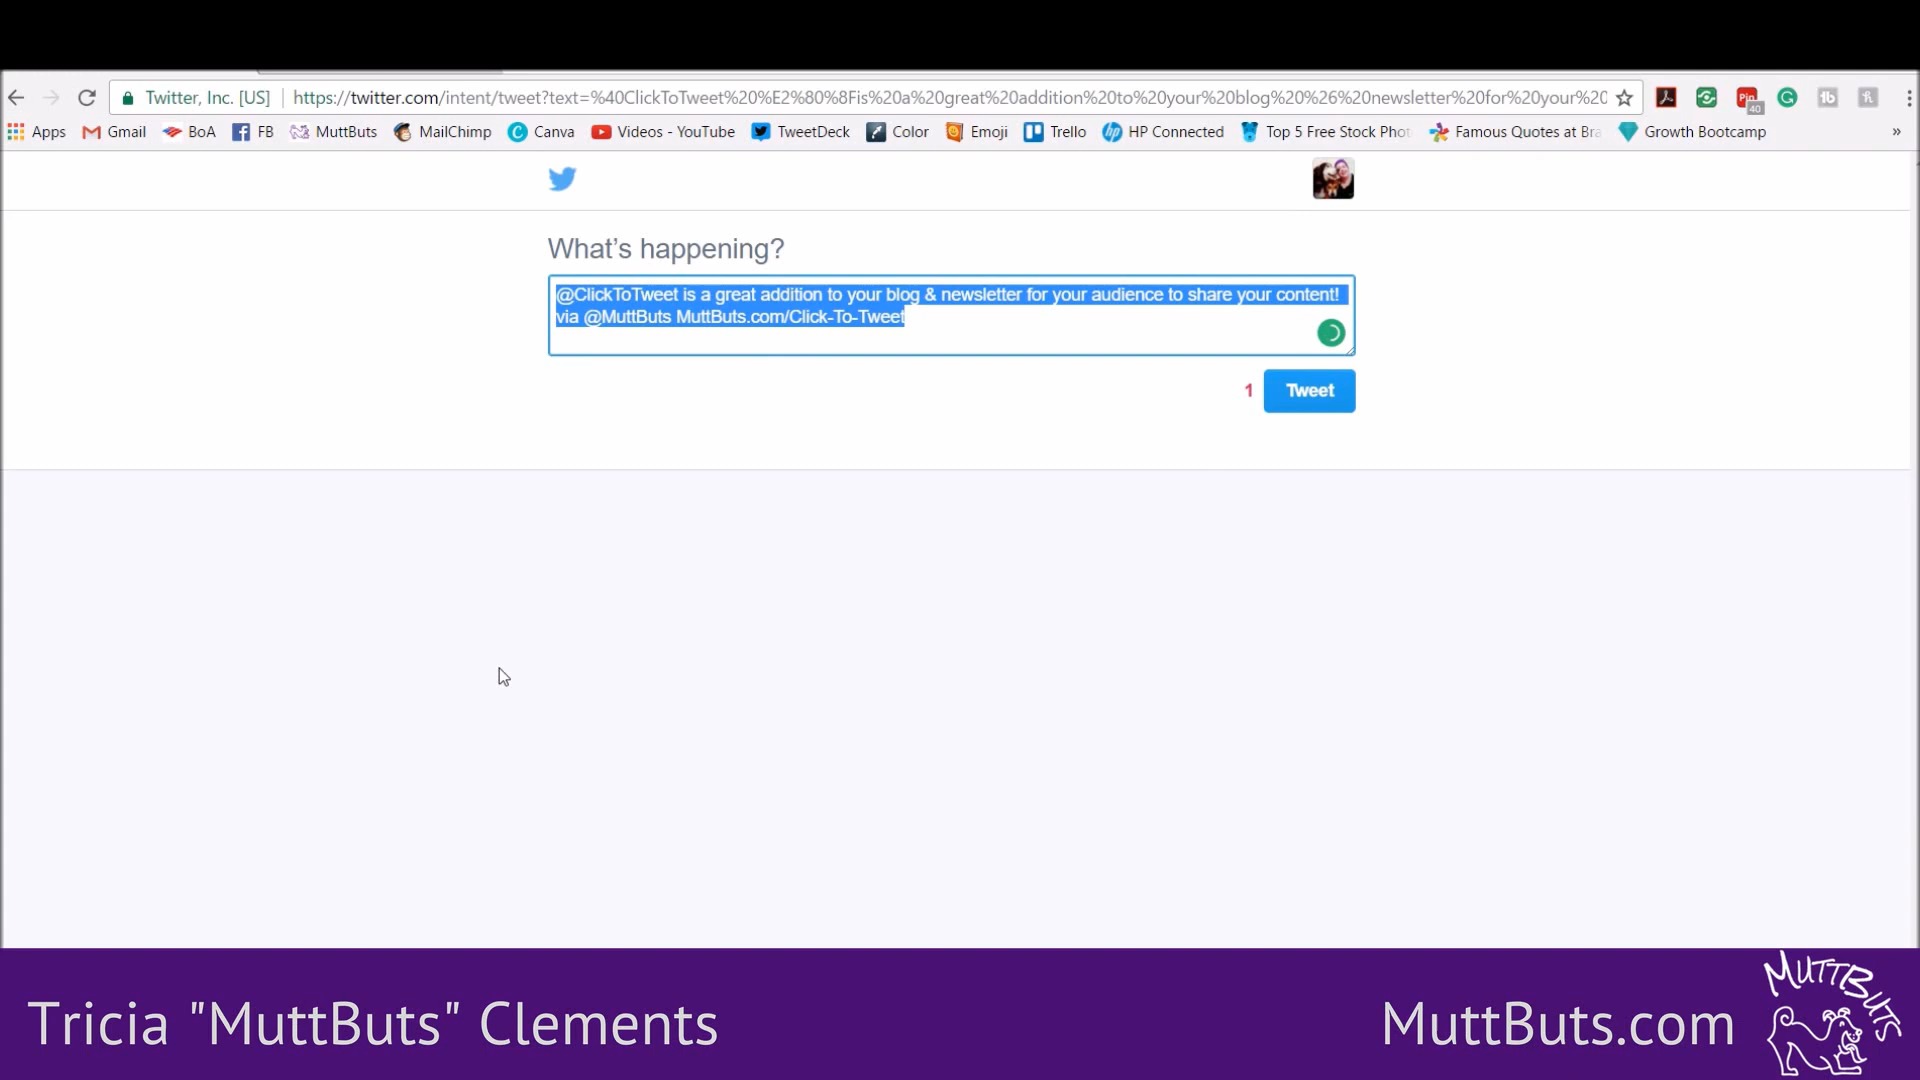 Twitter, Inc. [US] https://twitter.com/intent/tweet?text=%40ClickToTweet%20%E2%80%8Fis%20a%20great%20addition%20to%20your%20blog%20%26%20newsletter%20for%20your%20
40
Apps Gmail BoA FB MuttButs MailChimp Canva Videos - YouTube TweetDeck Color Emoji Trello HP Connected Top 5 Free Stock Phot Famous Quotes at Bra Growth Bootcamp »
What's happening?
@ClickToTweet is a great addition to your blog & newsletter for your audience to share your content!
via @MuttButs MuttButs.com/Click-To-Tweet
1 Tweet
Tricia "MuttButs" Clements MuttButs.com
MUTTBUTS